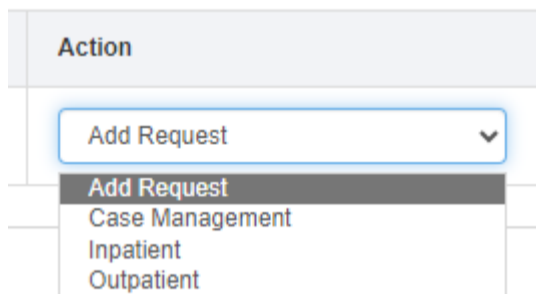 Action
Add Request
Add Request
Case Management
Inpatient
Outpatient